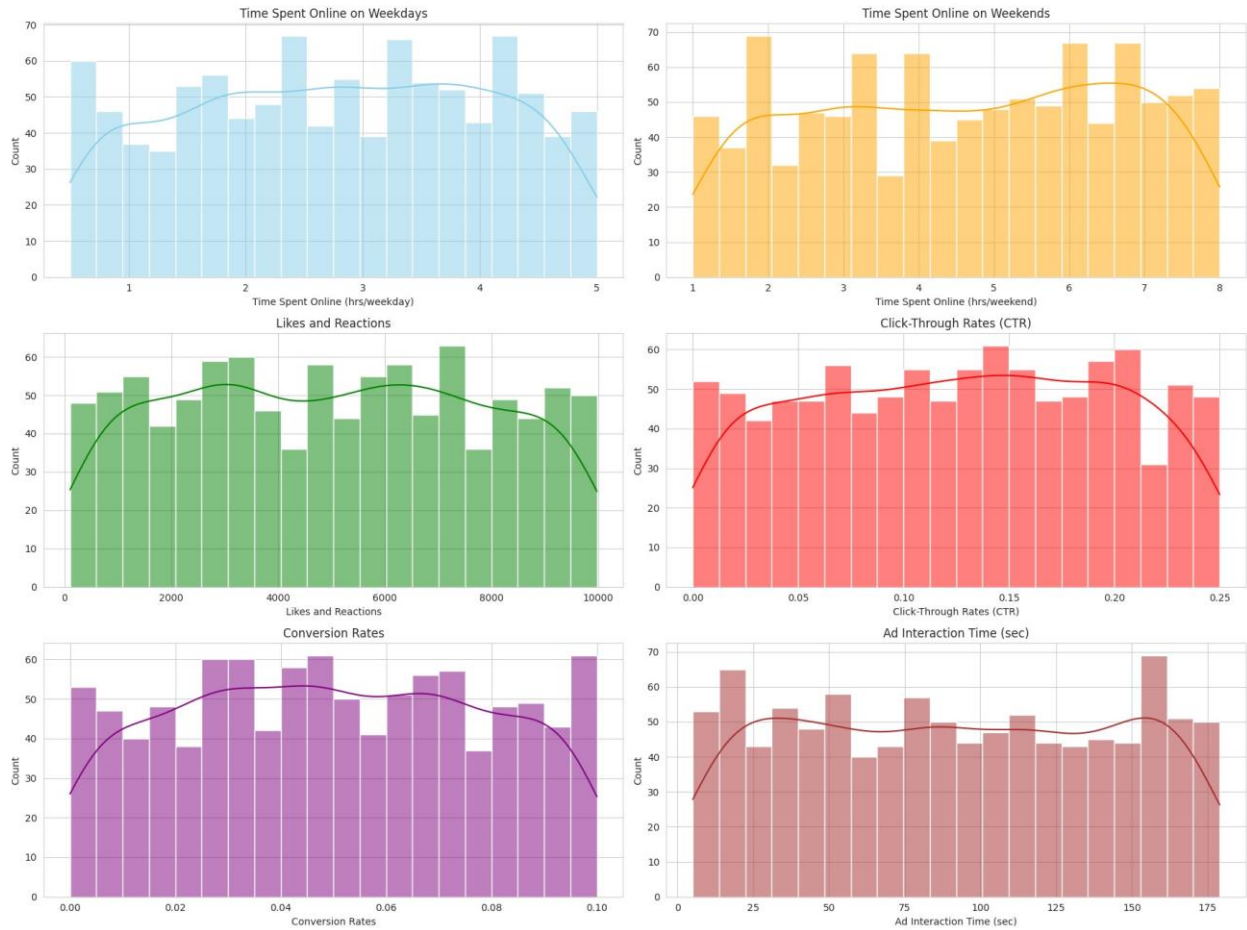 Time Spent Online on Weekdays
70
60
50
40
30
20
10
0
Count
1 2 3 4 5
Time Spent Online (hrs/weekday)
Time Spent Online on Weekends
70
60
50
40
30
20
10
0
Count
1 2 3 4 5 6 7 8
Time Spent Online (hrs/weekend)
Likes and Reactions
60
50
40
30
20
10
0
Count
0 2000 4000 6000 8000 10000
Likes and Reactions
Click-Through Rates (CTR)
60
50
40
30
20
10
0
Count
0.00 0.05 0.10 0.15 0.20 0.25
Click-Through Rates (CTR)
Conversion Rates
60
50
40
30
20
10
0
Count
0.00 0.02 0.04 0.06 0.08 0.10
Conversion Rates
Ad Interaction Time (sec)
70
60
50
40
30
20
10
0
Count
0 25 50 75 100 125 150 175
Ad Interaction Time (sec)